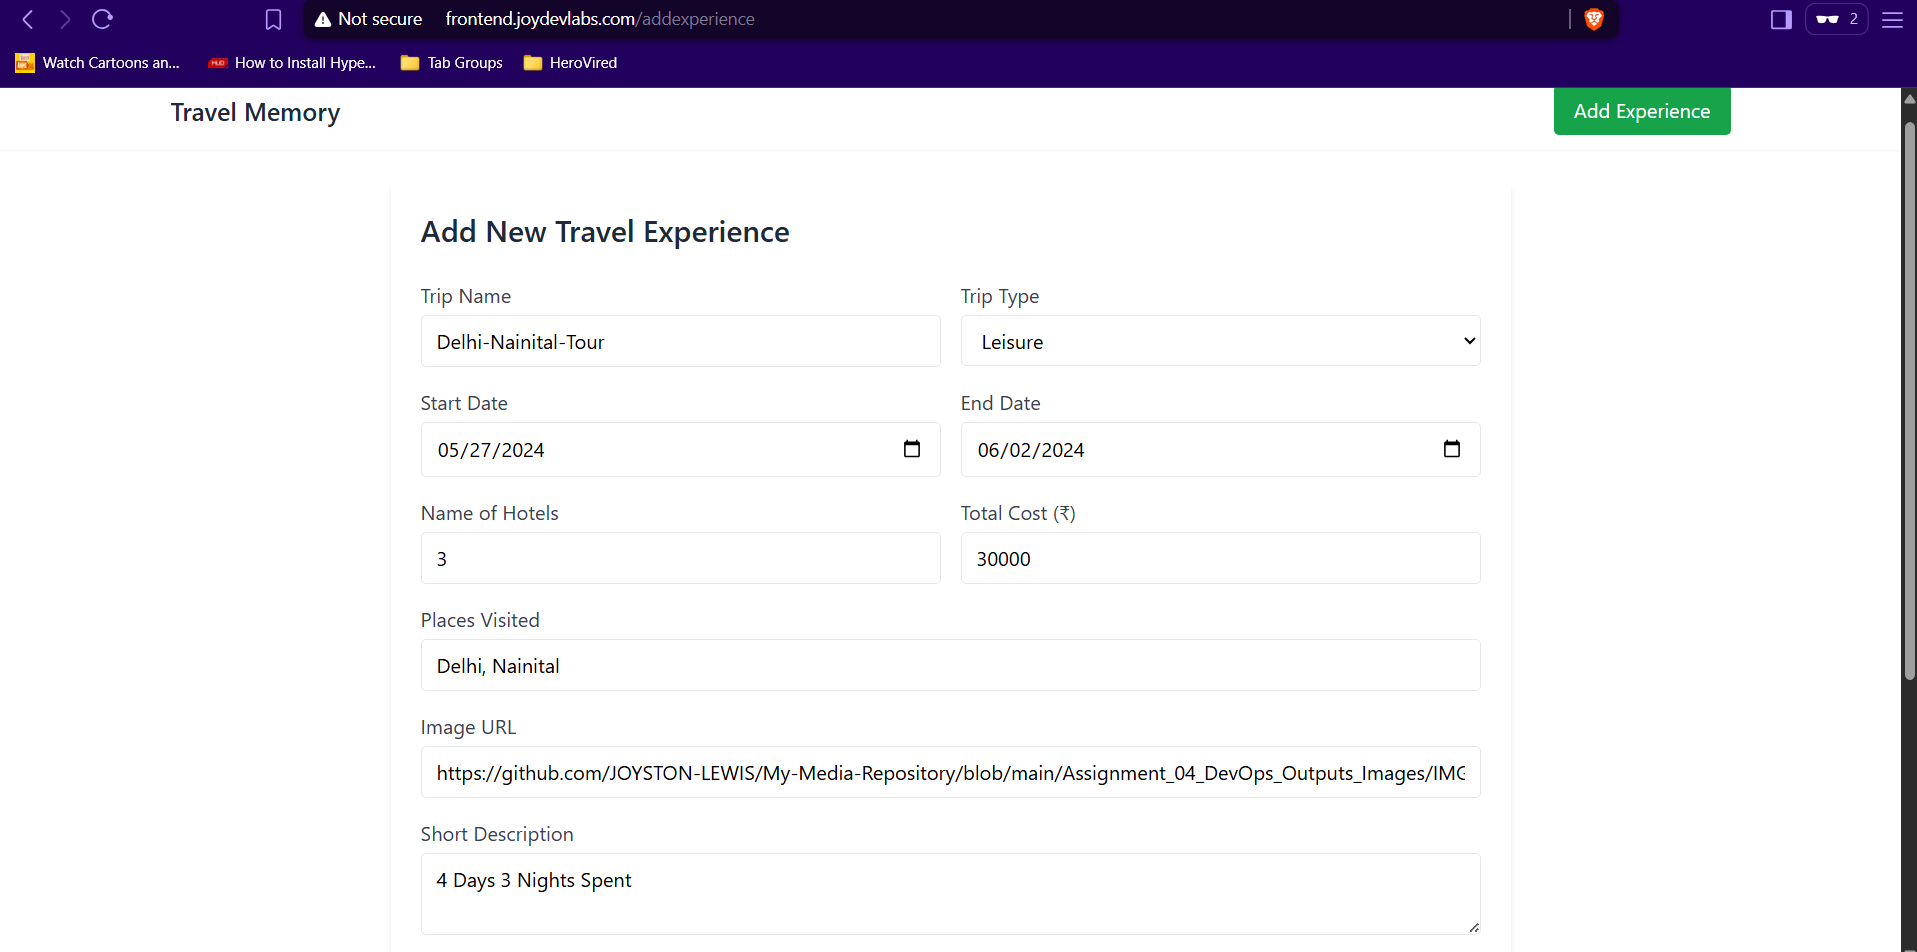 Not secure frontend.joydevlabs.com/addexperience 2
Watch Cartoons an... How to Install Hype... Tab Groups HeroVired
Travel Memory Add Experience
Add New Travel Experience
Trip Name Trip Type
Delhi-Nainital-Tour Leisure
Start Date End Date
05/27/2024 06/02/2024
Name of Hotels Total Cost (₹)
3 30000
Places Visited
Delhi, Nainital
Image URL
https://github.com/JOYSTON-LEWIS/My-Media-Repository/blob/main/Assignment_04_DevOps_Outputs_Images/IMG
Short Description
4 Days 3 Nights Spent